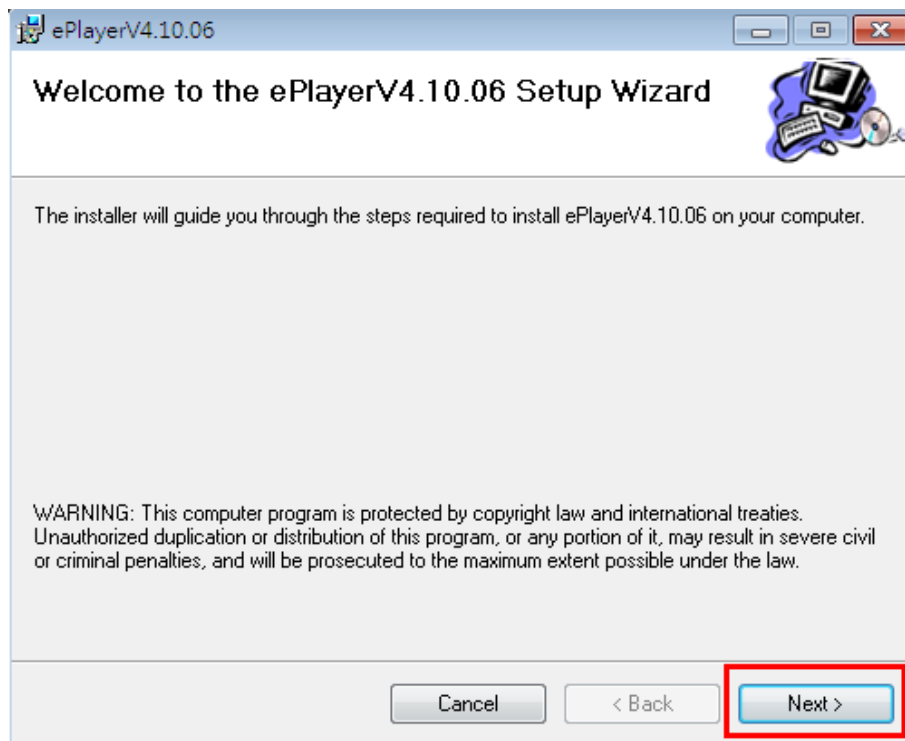 ePlayerV4.10.06
Welcome to the ePlayerV4.10.06 Setup Wizard
The installer will guide you through the steps required to install ePlayerV4.10.06 on your computer.
WARNING: This computer program is protected by copyright law and international treaties.
Unauthorized duplication or distribution of this program, or any portion of it, may result in severe civil
or criminal penalties, and will be prosecuted to the maximum extent possible under the law.
Cancel < Back Next >